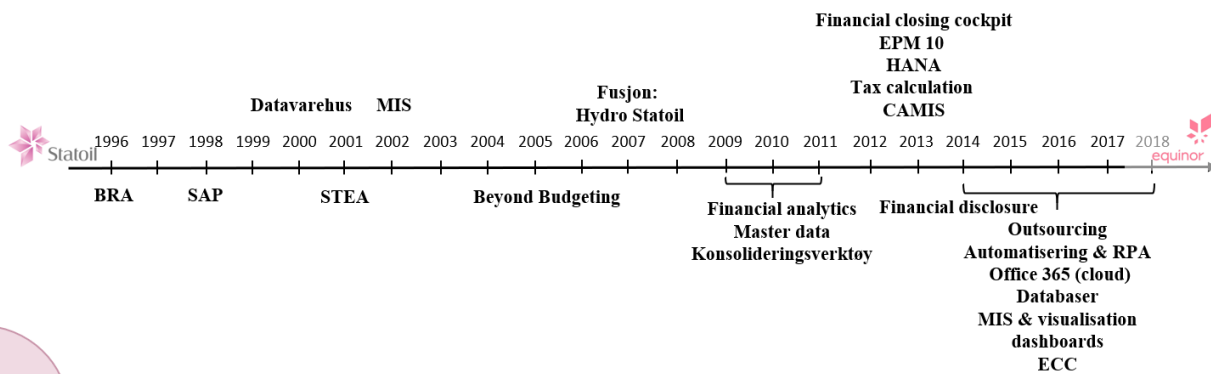 Financial closing cockpit
EPM 10
HANA
Tax calculation
CAMIS
Fusjon:
Hydro Statoil
Datavarehus MIS
Statoil 1996 1997 1998 1999 2000 2001 2002 2003 2004 2005 2006 2007 2008 2009 2010 2011 2012 2013 2014 2015 2016 2017 2018
equinor
BRA SAP STEA Beyond Budgeting
Financial analytics
Master data
Konsolideringsverktøy
Financial disclosure
Outsourcing
Automatisering & RPA
Office 365 (cloud)
Databaser
MIS & visualisation
dashboards
ECC